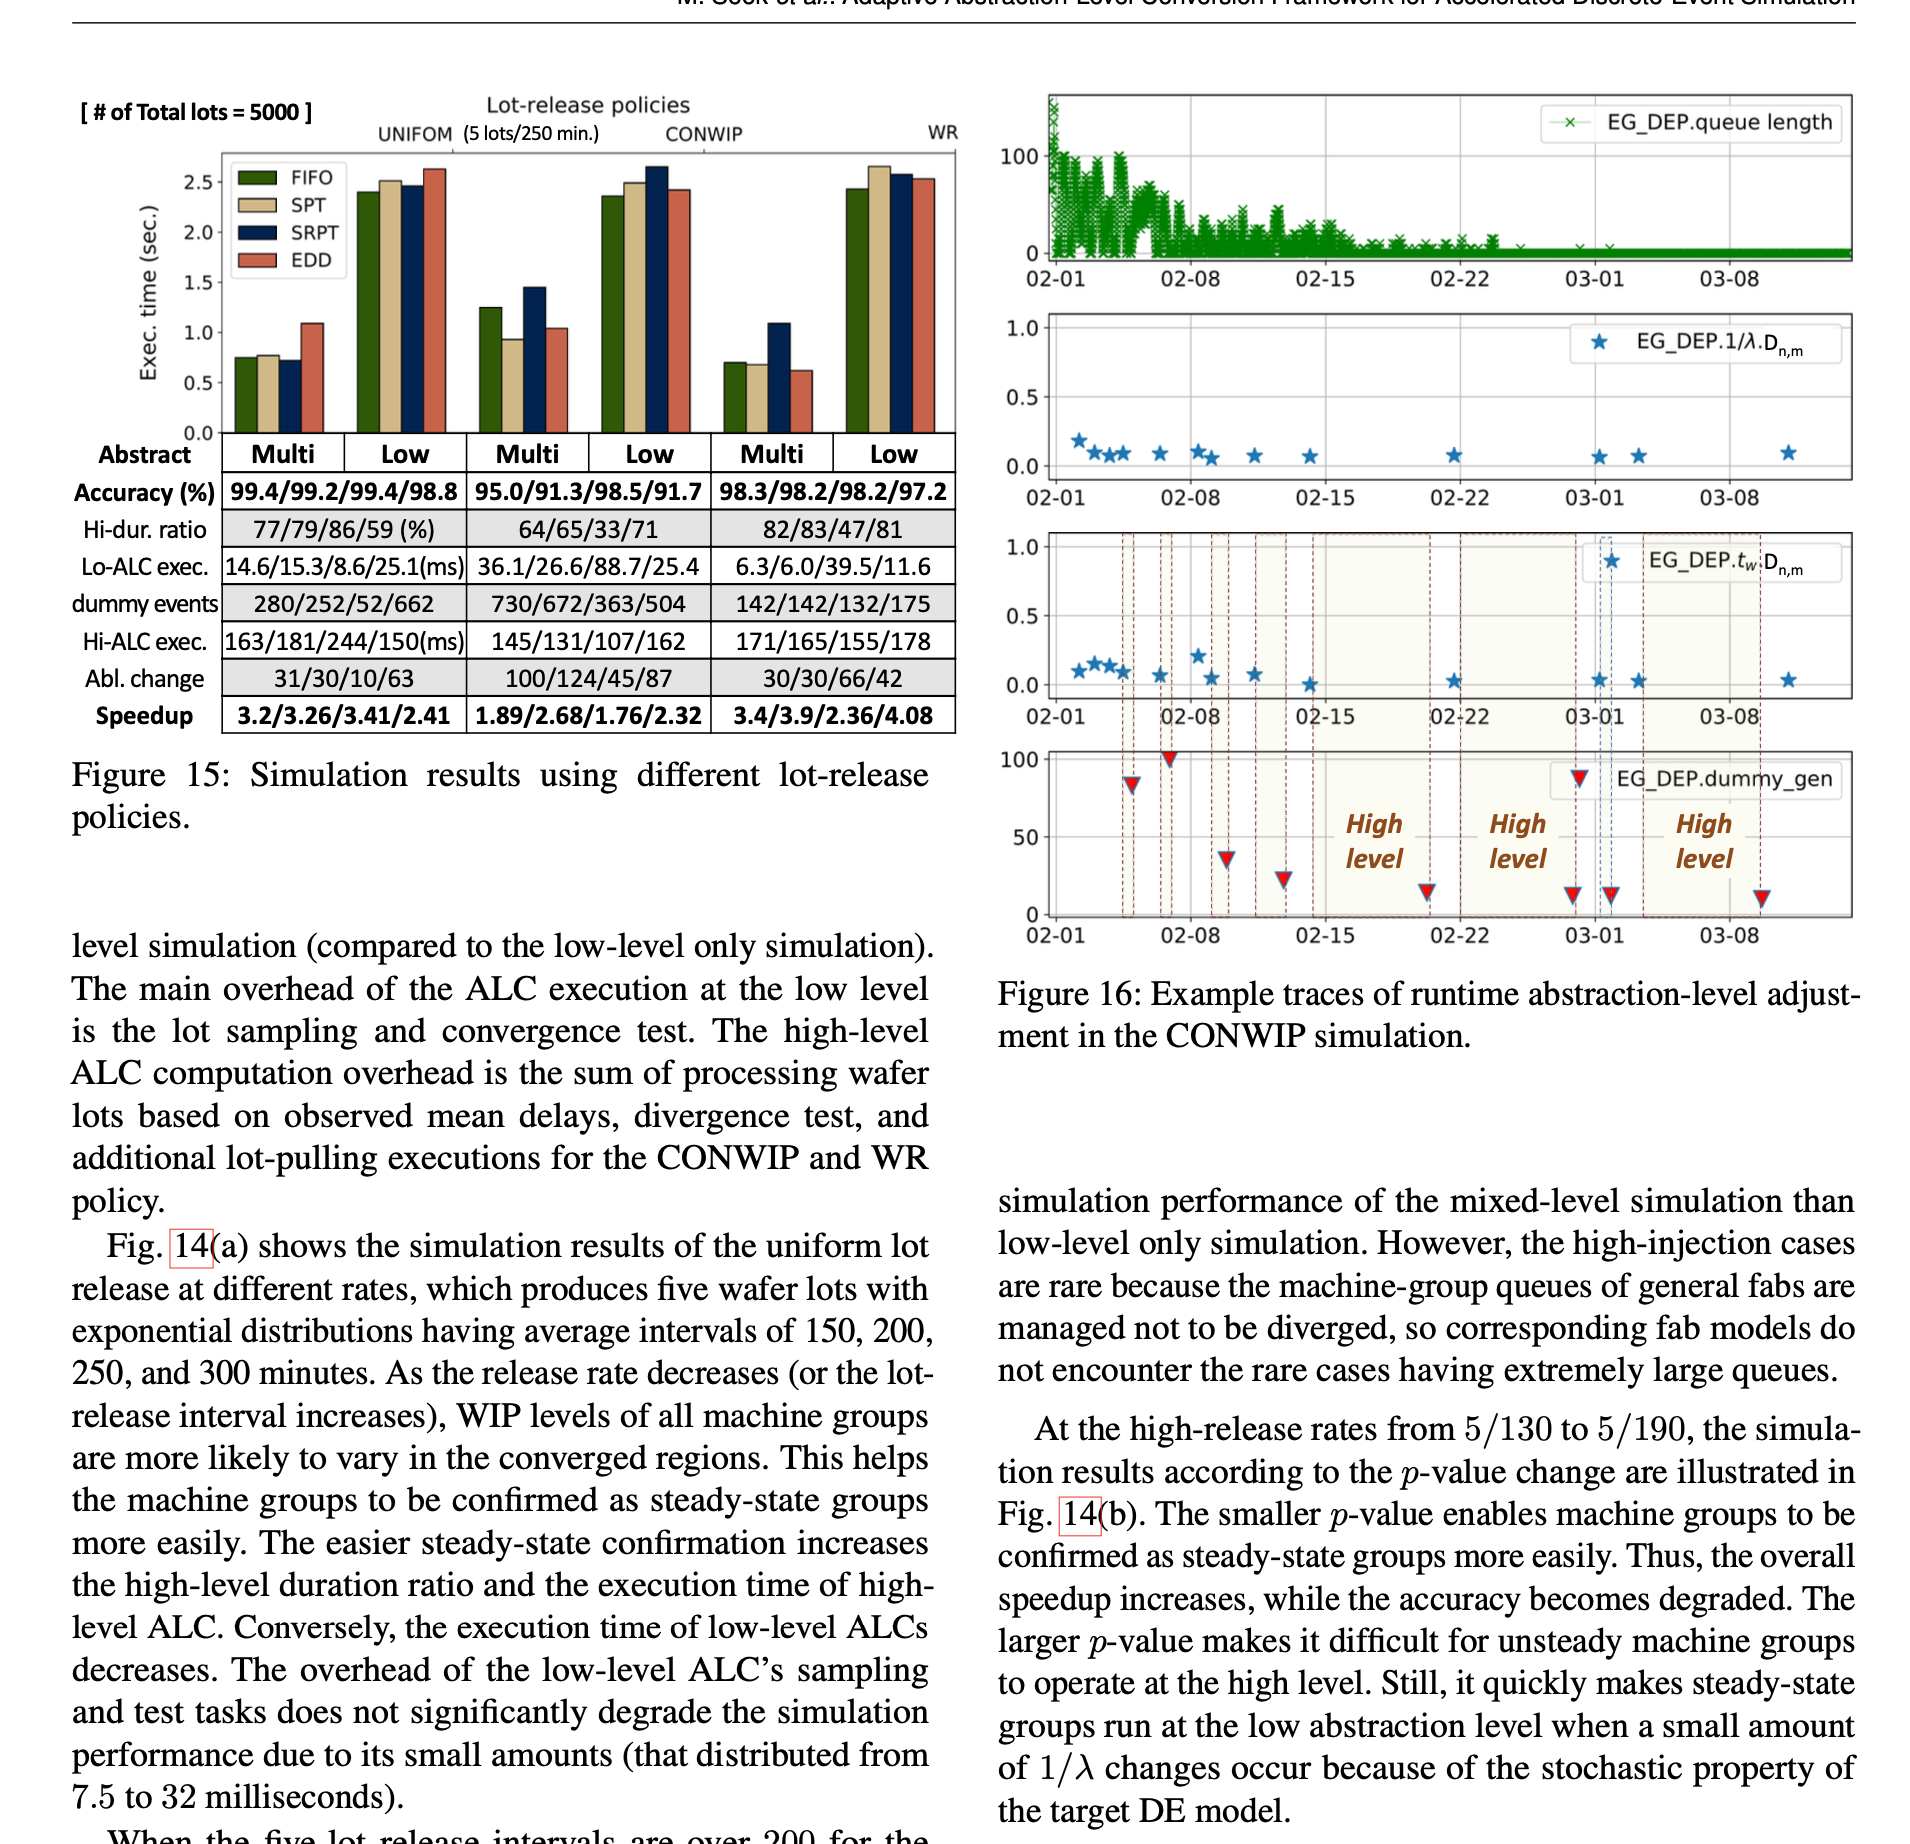 M. Seok et al.: Adaptive Abstraction-Level Conversion Framework for Accelerated Discrete-Event Simulation
[ # of Total lots = 5000 ]
Lot-release policies
UNIFOM (5 lots/250 min.) CONWIP WR
FIFO
SPT
SRPT
EDD
Exec. time (sec.)
2.5
2.0
1.5
1.0
0.5
0.0
Abstract Multi Low Multi Low Multi Low
Accuracy (%) 99.4/99.2/99.4/98.8 95.0/91.3/98.5/91.7 98.3/98.2/98.2/97.2
Hi-dur. ratio 77/79/86/59 (%) 64/65/33/71 82/83/47/81
Lo-ALC exec. 14.6/15.3/8.6/25.1(ms) 36.1/26.6/88.7/25.4 6.3/6.0/39.5/11.6
dummy events 280/252/52/662 730/672/363/504 142/142/132/175
Hi-ALC exec. 163/181/244/150(ms) 145/131/107/162 171/165/155/178
Abl. change 31/30/10/63 100/124/45/87 30/30/66/42
Speedup 3.2/3.26/3.41/2.41 1.89/2.68/1.76/2.32 3.4/3.9/2.36/4.08
Figure 15: Simulation results using different lot-release
policies.
level simulation (compared to the low-level only simulation).
The main overhead of the ALC execution at the low level
is the lot sampling and convergence test. The high-level
ALC computation overhead is the sum of processing wafer
lots based on observed mean delays, divergence test, and
additional lot-pulling executions for the CONWIP and WR
policy.
Fig. 14(a) shows the simulation results of the uniform lot
release at different rates, which produces five wafer lots with
exponential distributions having average intervals of 150, 200,
250, and 300 minutes. As the release rate decreases (or the lot-
release interval increases), WIP levels of all machine groups
are more likely to vary in the converged regions. This helps
the machine groups to be confirmed as steady-state groups
more easily. The easier steady-state confirmation increases
the high-level duration ratio and the execution time of high-
level ALC. Conversely, the execution time of low-level ALCs
decreases. The overhead of the low-level ALC's sampling
and test tasks does not significantly degrade the simulation
performance due to its small amounts (that distributed from
7.5 to 32 milliseconds).
When the five lot release intervals are over 200 for the
EG_DEP.queue length
100
0
02-01 02-08 02-15 02-22 03-01 03-08
EG_DEP.1/λ.Dn,m
1.0
0.5
0.0
02-01 02-08 02-15 02-22 03-01 03-08
EG_DEP.tw.Dn,m
1.0
0.5
0.0
02-01 02-08 02-15 02-22 03-01 03-08
EG_DEP.dummy_gen
100
50
0
High level
High level
High level
02-01 02-08 02-15 02-22 03-01 03-08
Figure 16: Example traces of runtime abstraction-level adjust-
ment in the CONWIP simulation.
simulation performance of the mixed-level simulation than
low-level only simulation. However, the high-injection cases
are rare because the machine-group queues of general fabs are
managed not to be diverged, so corresponding fab models do
not encounter the rare cases having extremely large queues.
At the high-release rates from 5/130 to 5/190, the simula-
tion results according to the p-value change are illustrated in
Fig. 14(b). The smaller p-value enables machine groups to be
confirmed as steady-state groups more easily. Thus, the overall
speedup increases, while the accuracy becomes degraded. The
larger p-value makes it difficult for unsteady machine groups
to operate at the high level. Still, it quickly makes steady-state
groups run at the low abstraction level when a small amount
of 1/λ changes occur because of the stochastic property of
the target DE model.